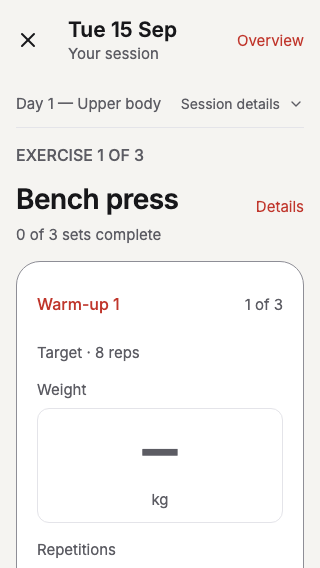 Tue 15 Sep
Your session
Overview
Day 1 — Upper body
Session details
EXERCISE 1 OF 3
Bench press
Details
0 of 3 sets complete
Warm-up 1
1 of 3
Target · 8 reps
Weight
—
kg
Repetitions